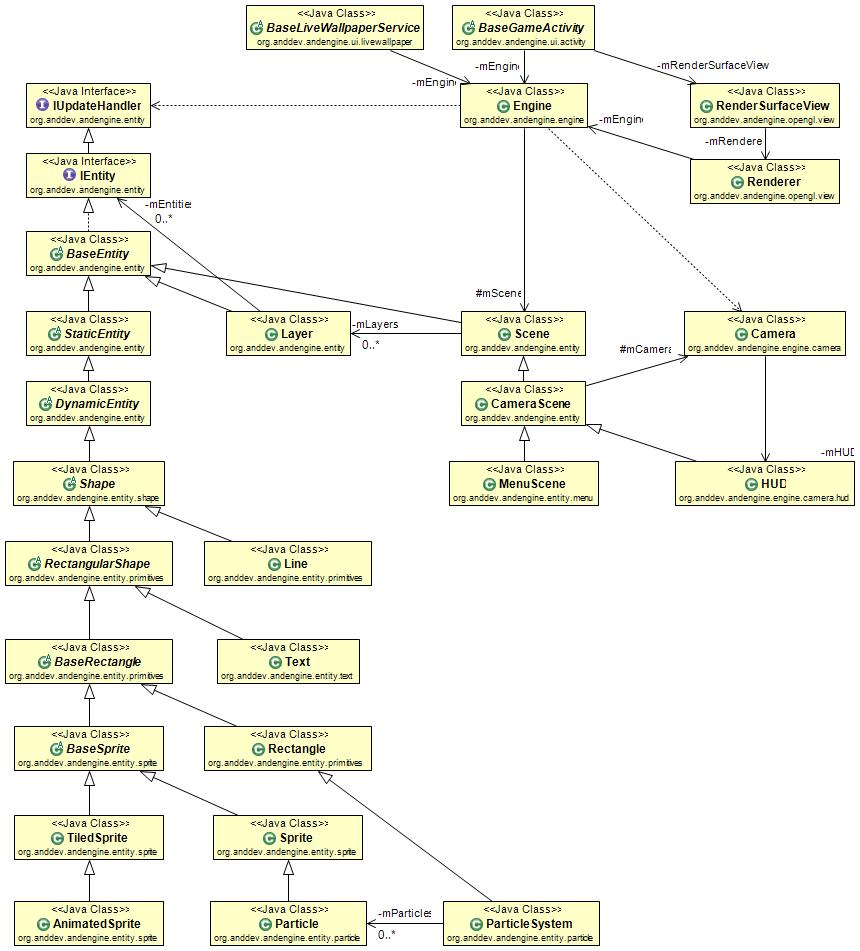 <<Java Class>>
BaseLiveWallpaperService
org.anddev.andengine.ui.livewallpaper
<<Java Class>>
BaseGameActivity
org.anddev.andengine.ui.activity
-mEngin
-mEngin
-mRenderSurfaceView
<<Java Interface>>
IUpdateHandler
org.anddev.andengine.entity
<<Java Class>>
Engine
org.anddev.andengine.engine
-mEngin
<<Java Class>>
RenderSurfaceView
org.anddev.andengine.opengl.view
-mRendere
<<Java Interface>>
IEntity
org.anddev.andengine.entity
<<Java Class>>
Renderer
org.anddev.andengine.opengl.view
-mEntitie
0..*
<<Java Class>>
BaseEntity
org.anddev.andengine.entity
#mScene
<<Java Class>>
StaticEntity
org.anddev.andengine.entity
<<Java Class>>
Layer
org.anddev.andengine.entity
-mLayers
0..*
<<Java Class>>
Scene
org.anddev.andengine.entity
#mCamera
<<Java Class>>
Camera
org.anddev.andengine.engine.camera
<<Java Class>>
DynamicEntity
org.anddev.andengine.entity
<<Java Class>>
CameraScene
org.anddev.andengine.entity
-mHUD
<<Java Class>>
Shape
org.anddev.andengine.entity.shape
<<Java Class>>
MenuScene
org.anddev.andengine.entity.menu
<<Java Class>>
HUD
org.anddev.andengine.engine.camera.hud
<<Java Class>>
RectangularShape
org.anddev.andengine.entity.primitives
<<Java Class>>
Line
org.anddev.andengine.entity.primitives
<<Java Class>>
BaseRectangle
org.anddev.andengine.entity.primitives
<<Java Class>>
Text
org.anddev.andengine.entity.text
<<Java Class>>
BaseSprite
org.anddev.andengine.entity.sprite
<<Java Class>>
Rectangle
org.anddev.andengine.entity.primitives
<<Java Class>>
TiledSprite
org.anddev.andengine.entity.sprite
<<Java Class>>
Sprite
org.anddev.andengine.entity.sprite
<<Java Class>>
AnimatedSprite
org.anddev.andengine.entity.sprite
<<Java Class>>
Particle
org.anddev.andengine.entity.particle
-mParticles
0..*
<<Java Class>>
ParticleSystem
org.anddev.andengine.entity.particle